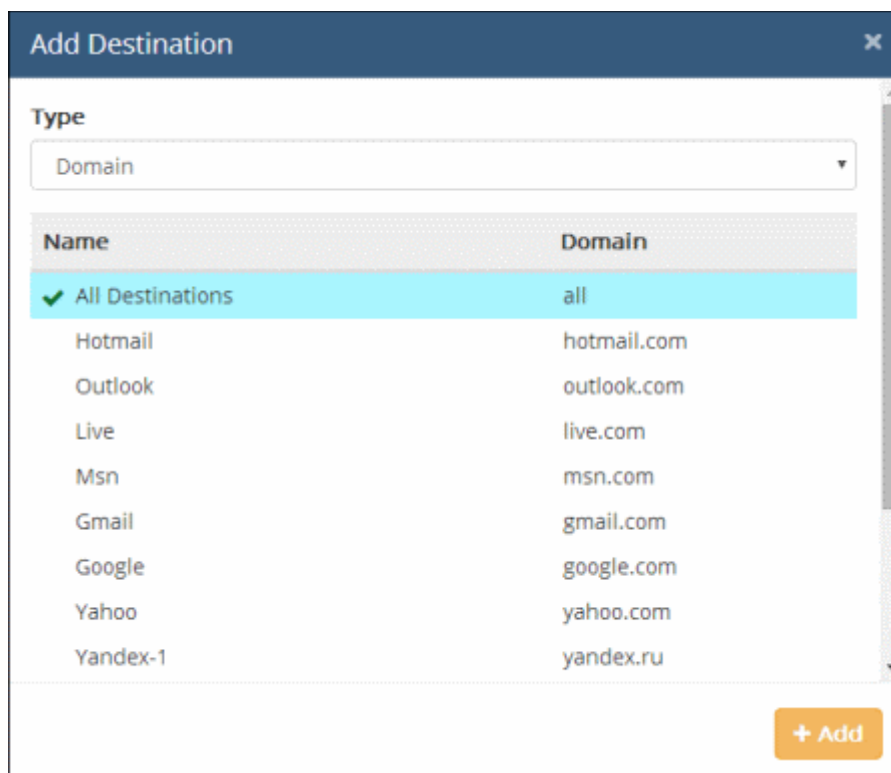 Add Destination ×
Type
Domain
Name Domain
All Destinations all
Hotmail hotmail.com
Outlook outlook.com
Live live.com
Msn msn.com
Gmail gmail.com
Google google.com
Yahoo yahoo.com
Yandex-1 yandex.ru
+ Add